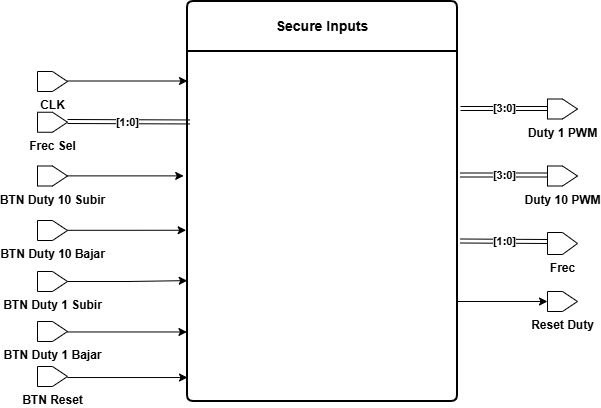 Secure Inputs
CLK
[1:0]
Frec Sel
BTN Duty 10 Subir
BTN Duty 10 Bajar
BTN Duty 1 Subir
BTN Duty 1 Bajar
BTN Reset
[3:0]
Duty 1 PWM
[3:0]
Duty 10 PWM
[1:0]
Frec
Reset Duty